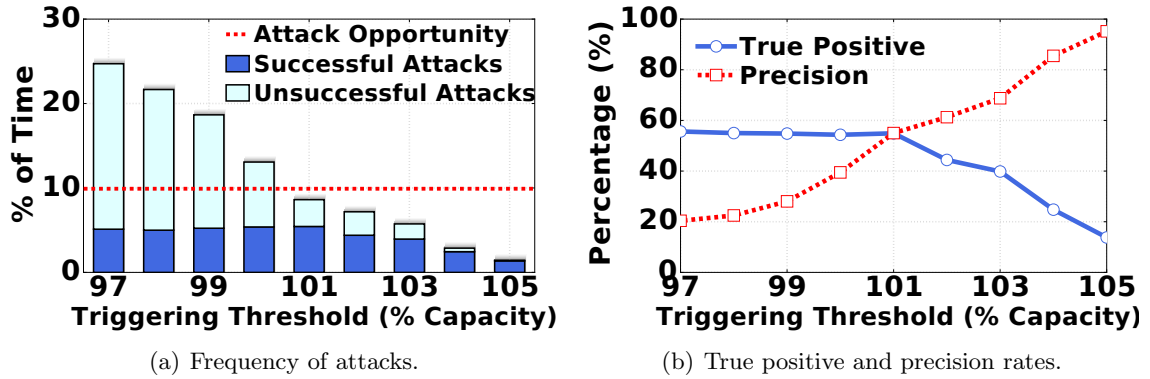 30
20
10
0
% of Time
Attack Opportunity
Successful Attacks
Unsuccessful Attacks
97 99 101 103 105
Triggering Threshold (% Capacity)
(a) Frequency of attacks.
100
80
60
40
20
0
Percentage (%)
True Positive
Precision
97 99 101 103 105
Triggering Threshold (% Capacity)
(b) True positive and precision rates.